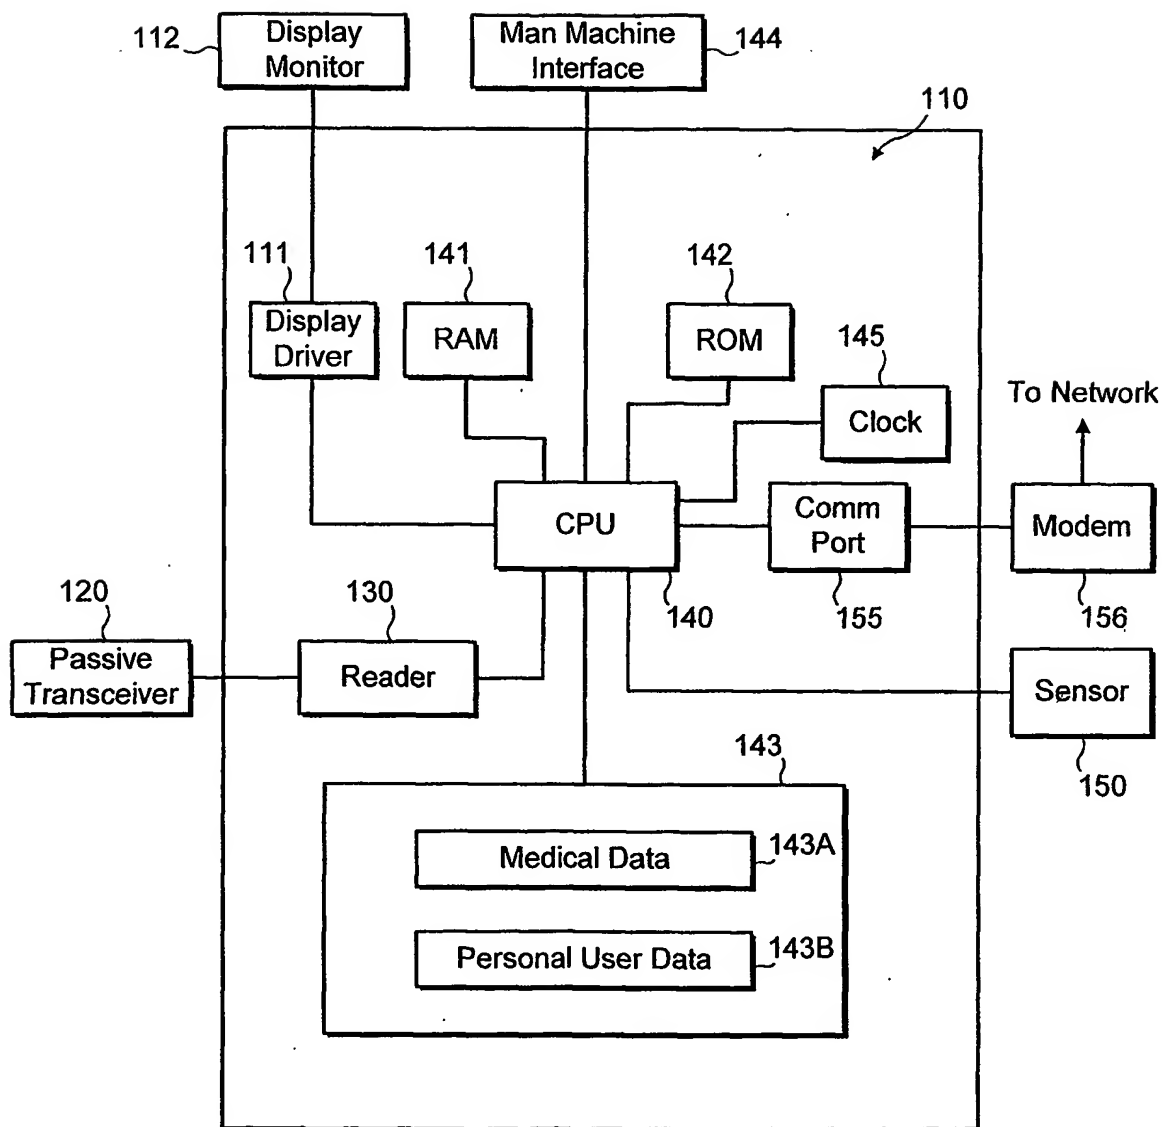 112
Display
Monitor
Man Machine
Interface
144
110
111
Display
Driver
141
RAM
142
ROM
145
Clock
To Network
CPU
140
Comm
Port
155
Modem
156
120
Passive
Transceiver
130
Reader
Sensor
150
143
Medical Data
143A
Personal User Data
143B